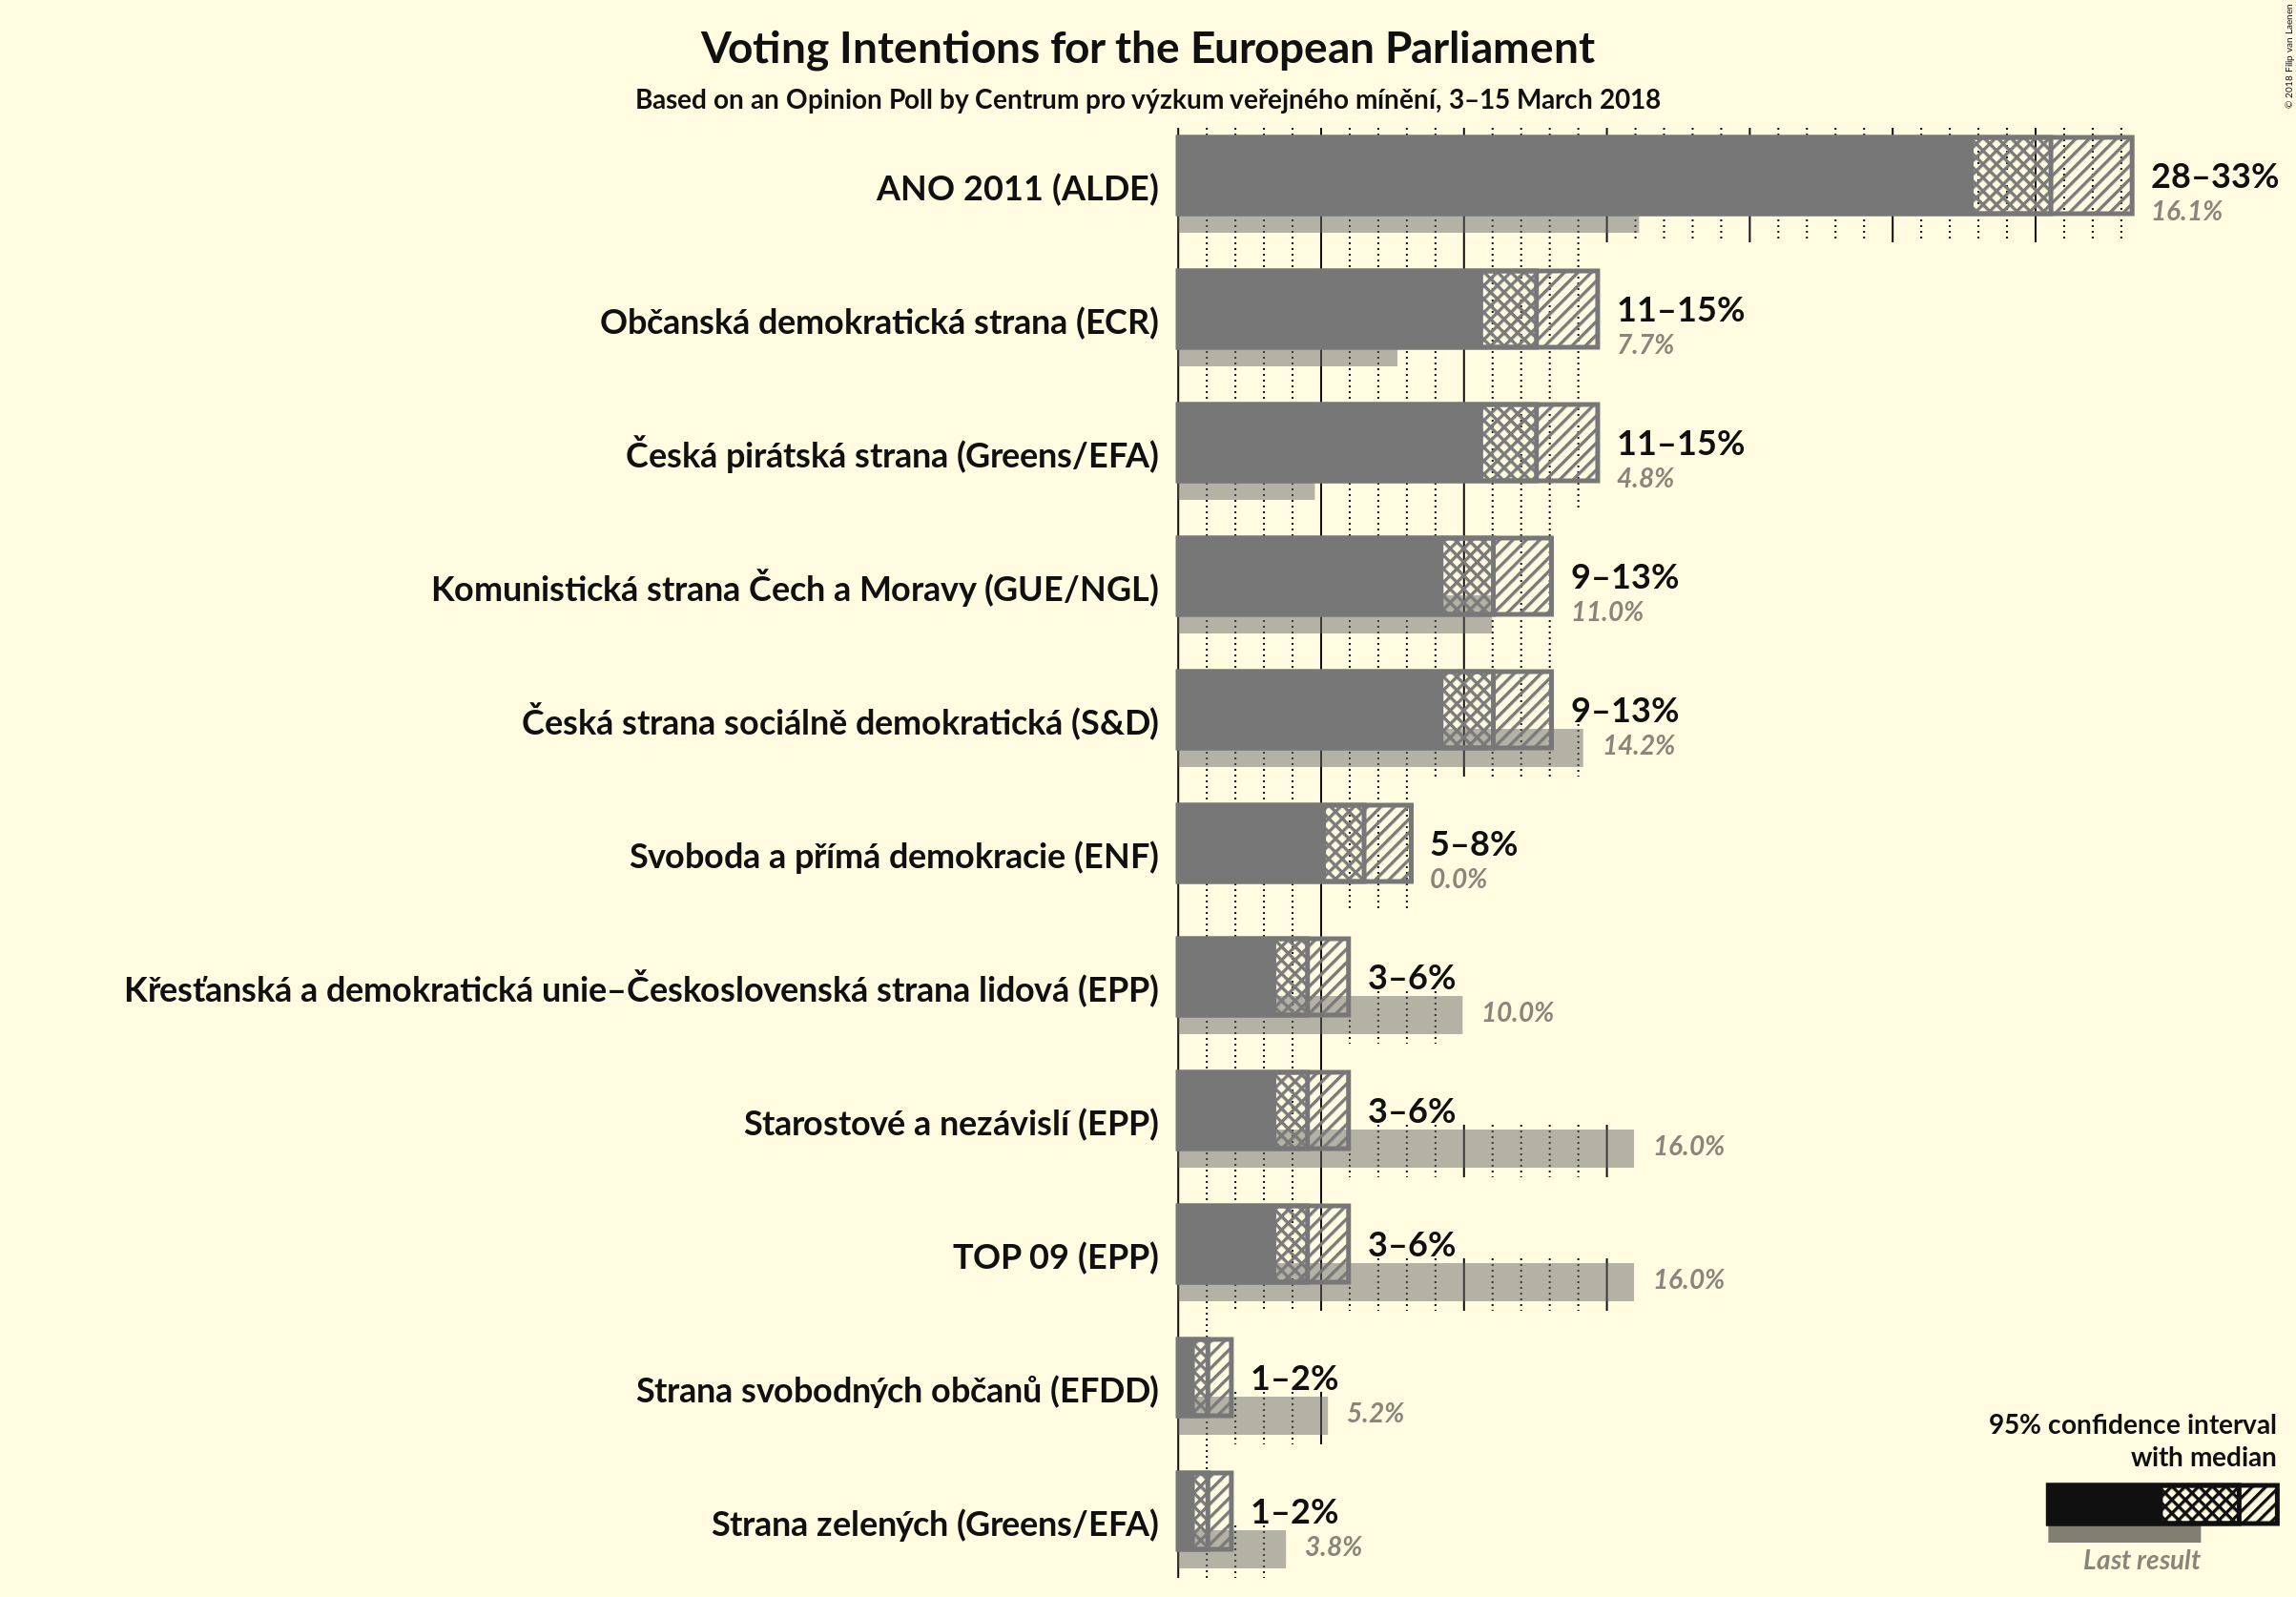 Voting Intentions for the European Parliament
Based on an Opinion Poll by Centrum pro výzkum veřejného mínění, 3–15 March 2018
© 2018 Filip van Laenen
ANO 2011 (ALDE)
28–33%
16.1%
Občanská demokratická strana (ECR)
11–15%
7.7%
Česká pirátská strana (Greens/EFA)
11–15%
4.8%
Komunistická strana Čech a Moravy (GUE/NGL)
9–13%
11.0%
Česká strana sociálně demokratická (S&D)
9–13%
14.2%
Svoboda a přímá demokracie (ENF)
5–8%
0.0%
Křesťanská a demokratická unie–Československá strana lidová (EPP)
3–6%
10.0%
Starostové a nezávislí (EPP)
3–6%
16.0%
TOP 09 (EPP)
3–6%
16.0%
Strana svobodných občanů (EFDD)
1–2%
5.2%
Strana zelených (Greens/EFA)
1–2%
3.8%
95% confidence interval
with median
Last result